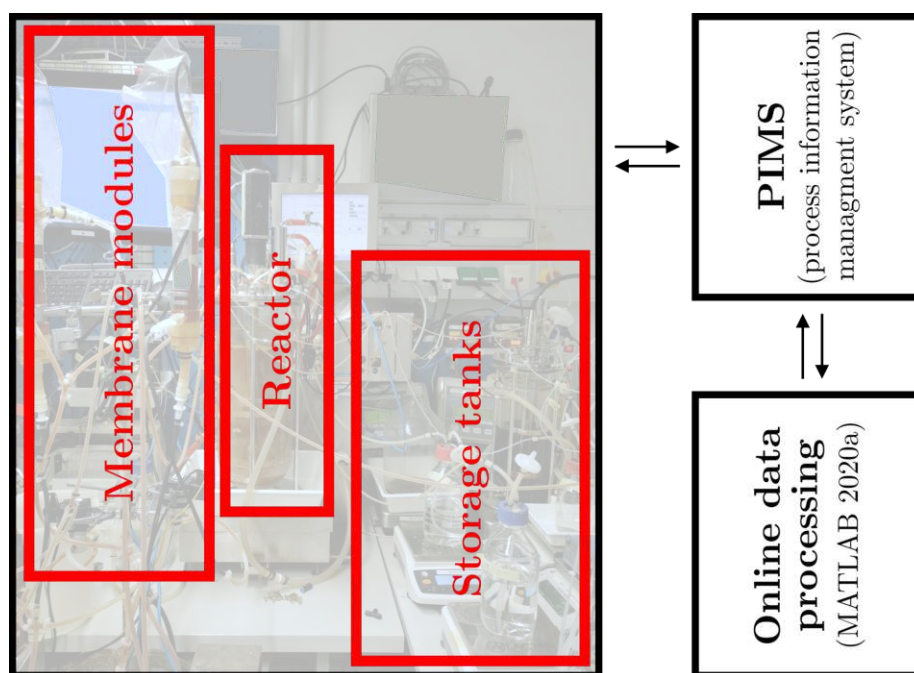 Membrane modules
Reactor
Storage tanks
PIMS
(process information
managment system)
Online data
processing
(MATLAB 2020a)